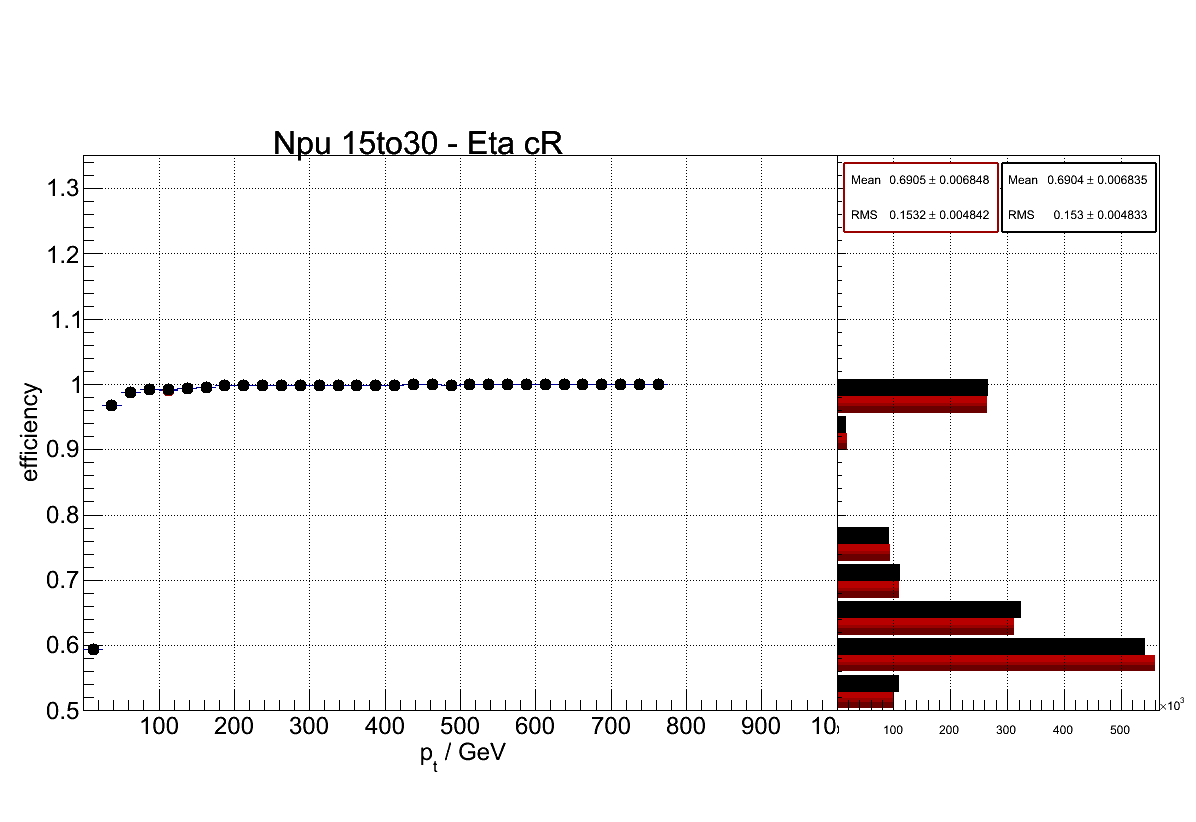 Npu 15to30 - Eta cR
Mean 0.6905 ± 0.006848
RMS 0.1532 ± 0.004842
Mean 0.6904 ± 0.006835
RMS 0.153 ± 0.004833
efficiency
1.3
1.2
1.1
1
0.9
0.8
0.7
0.6
0.5
100 200 300 400 500 600 700 800 900 10
p_t / GeV
100 200 300 400 500
×10³